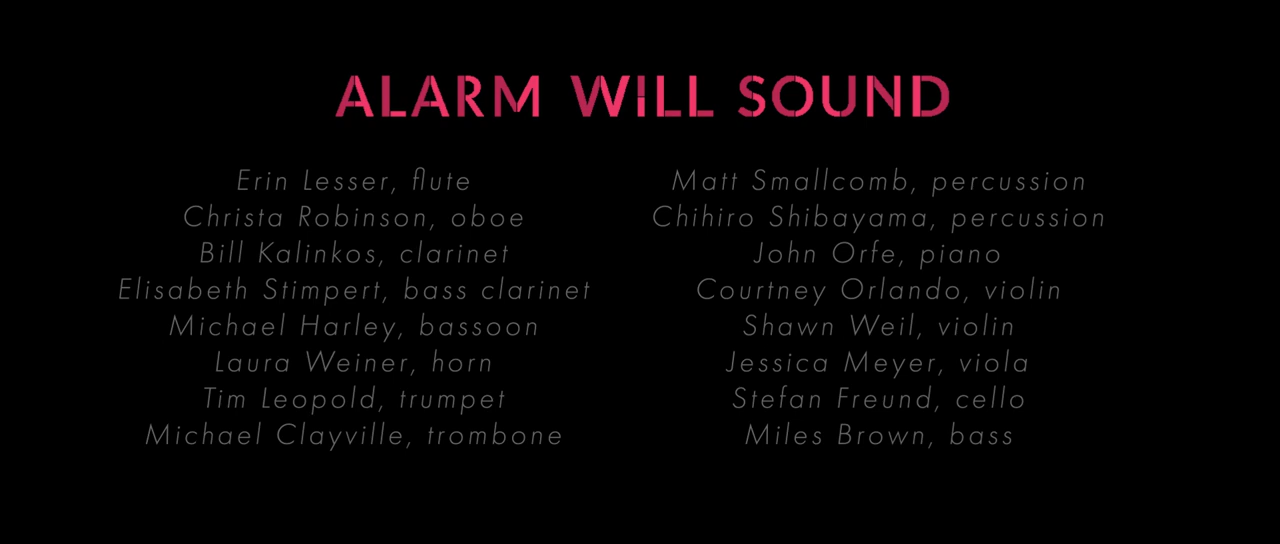 ALARM WILL SOUND
Erin Lesser, flute
Christa Robinson, oboe
Bill Kalinkos, clarinet
Elisabeth Stimpert, bass clarinet
Michael Harley, bassoon
Laura Weiner, horn
Tim Leopold, trumpet
Michael Clayville, trombone
Matt Smallcomb, percussion
Chihiro Shibayama, percussion
John Orfe, piano
Courtney Orlando, violin
Shawn Weil, violin
Jessica Meyer, viola
Stefan Freund, cello
Miles Brown, bass